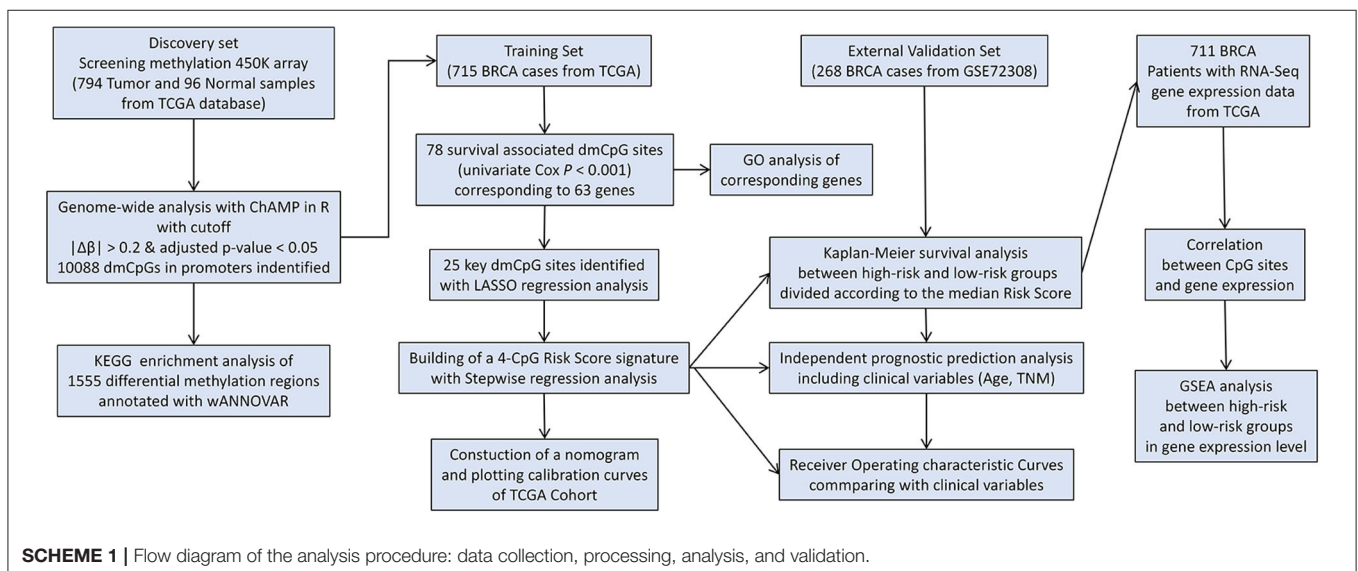 Discovery set
Screening methylation 450K array
(794 Tumor and 96 Normal samples
from TCGA database)
Genome-wide analysis with ChAMP in R
with cutoff
|Δβ| > 0.2 & adjusted p-value < 0.05
10088 dmCpGs in promoters indentified
KEGG enrichment analysis of
1555 differential methylation regions
annotated with wANNOVAR
Training Set
(715 BRCA cases from TCGA)
78 survival associated dmCpG sites
(univariate Cox P < 0.001)
corresponding to 63 genes
GO analysis of
corresponding genes
25 key dmCpG sites identified
with LASSO regression analysis
Building of a 4-CpG Risk Score signature
with Stepwise regression analysis
Constuction of a nomogram
and plotting calibration curves
of TCGA Cohort
External Validation Set
(268 BRCA cases from GSE72308)
Kaplan-Meier survival analysis
between high-risk and low-risk groups
divided according to the median Risk Score
Independent prognostic prediction analysis
including clinical variables (Age, TNM)
Receiver Operating characteristic Curves
commparing with clinical variables
711 BRCA
Patients with RNA-Seq
gene expression data
from TCGA
Correlation
between CpG sites
and gene expression
GSEA analysis
between high-risk
and low-risk groups
in gene expression level
SCHEME 1 | Flow diagram of the analysis procedure: data collection, processing, analysis, and validation.